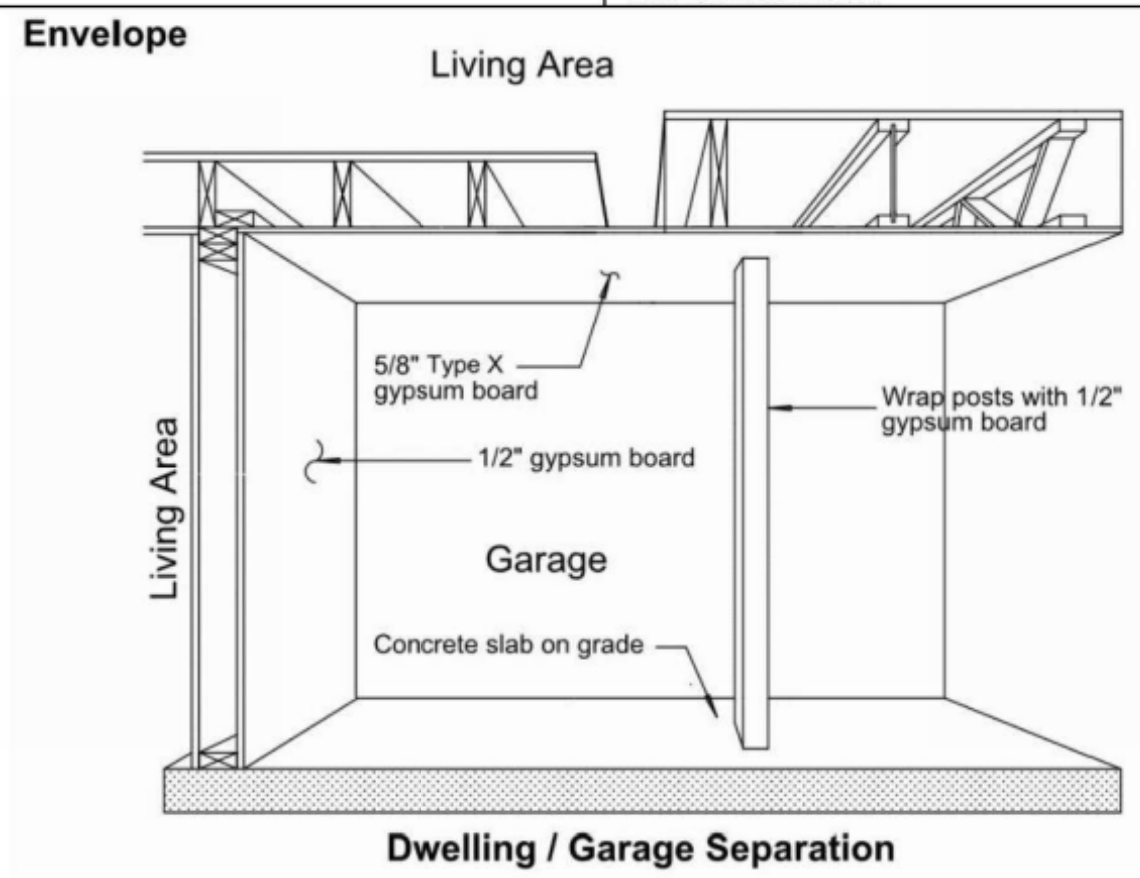 Envelope
Living Area
5/8" Type X
gypsum board
Wrap posts with 1/2"
gypsum board
1/2" gypsum board
Living Area
Garage
Concrete slab on grade
Dwelling / Garage Separation